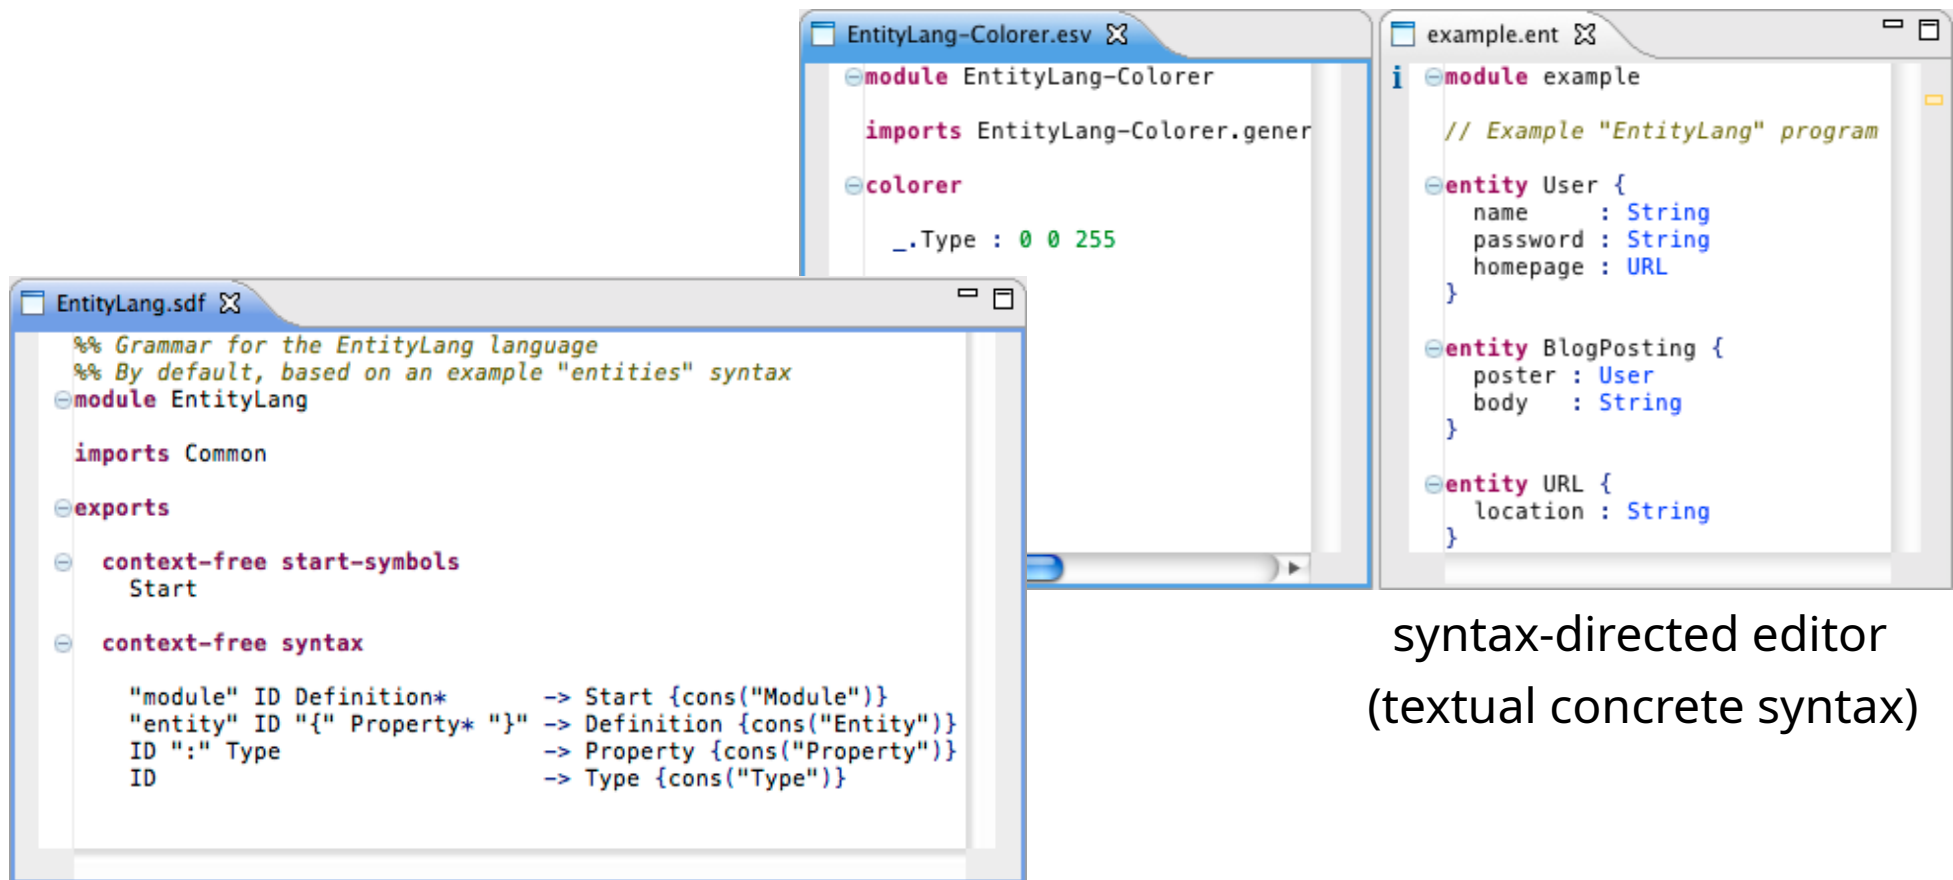 EntityLang-Colorer.esv
module EntityLang-Colorer
imports EntityLang-Colorer.gener
colorer
_.Type : 0 0 255
example.ent
module example
// Example "EntityLang" program
entity User {
name : String
password : String
homepage : URL
}
entity BlogPosting {
poster : User
body : String
}
entity URL {
location : String
}
EntityLang.sdf
%% Grammar for the EntityLang language
%% By default, based on an example "entities" syntax
module EntityLang
imports Common
exports
context-free start-symbols
Start
context-free syntax
"module" ID Definition* -> Start {cons("Module")}
"entity" ID "{" Property* "}" -> Definition {cons("Entity")}
ID ":" Type -> Property {cons("Property")}
ID -> Type {cons("Type")}
syntax-directed editor
(textual concrete syntax)